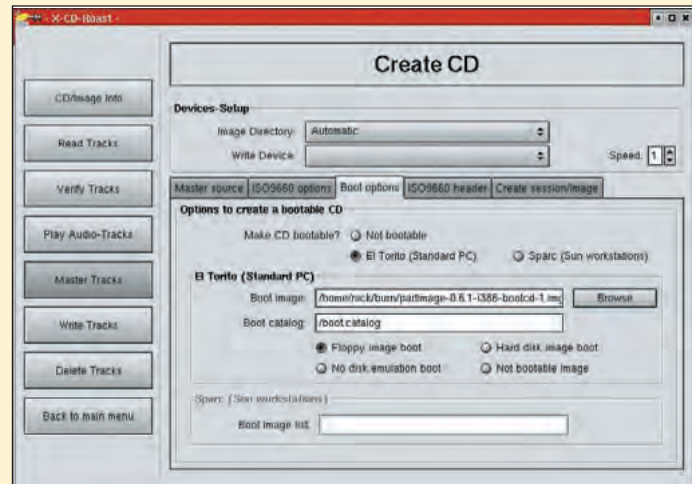 - X-CD-Roast -
Create CD
CD/Image Info
Read Tracks
Verify Tracks
Play Audio-Tracks
Master Tracks
Write Tracks
Delete Tracks
Back to main menu
Devices-Setup
Image Directory: Automatic
Write Device:
Speed: 1
Master source
ISO9660 options
Boot options
ISO9660 header
Create session/image
Options to create a bootable CD
Make CD bootable? Not bootable
El Torito (Standard PC) Sparc (Sun workstations)
El Torito (Standard PC)
Boot image: /home/nick/burn/partimage-0.6.1-i386-bootcd-1.img Browse
Boot catalog: /boot.catalog
Floppy image boot Hard disk image boot
No disk emulation boot Not bootable image
Sparc (Sun workstations)
Boot image list: